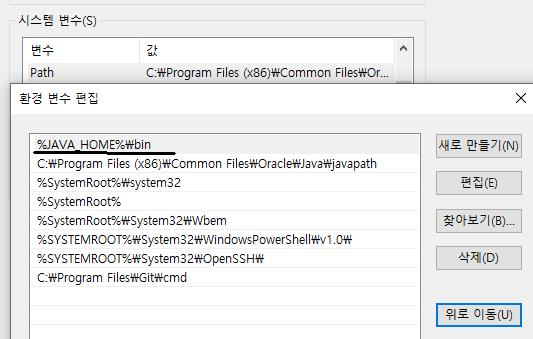 시스템 변수(S)
변수 값
Path C:₩Program Files (x86)₩Common Files₩Or...
환경 변수 편집
%JAVA_HOME%₩bin
C:₩Program Files (x86)₩Common Files₩Oracle₩Java₩javapath
%SystemRoot%₩system32
%SystemRoot%
%SystemRoot%₩System32₩Wbem
%SYSTEMROOT%₩System32₩WindowsPowerShell₩v1.0₩
%SYSTEMROOT%₩System32₩OpenSSH₩
C:₩Program Files₩Git₩cmd
새로 만들기(N)
편집(E)
찾아보기(B)...
삭제(D)
위로 이동(U)